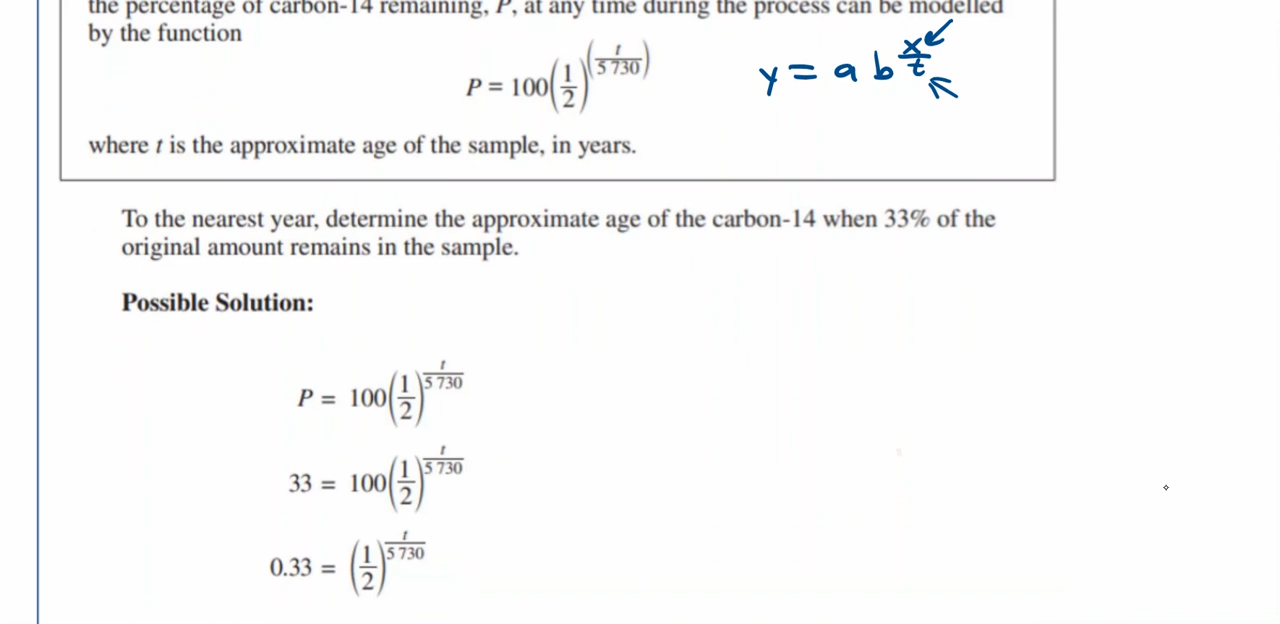 the percentage of carbon-14 remaining, P, at any time during the process can be modelled
by the function
P = 100(1/2)^(t/5 730)
y = a b^(x/t)
where t is the approximate age of the sample, in years.
To the nearest year, determine the approximate age of the carbon-14 when 33% of the
original amount remains in the sample.
Possible Solution:
P = 100(1/2)^(t/5 730)
33 = 100(1/2)^(t/5 730)
0.33 = (1/2)^(t/5 730)